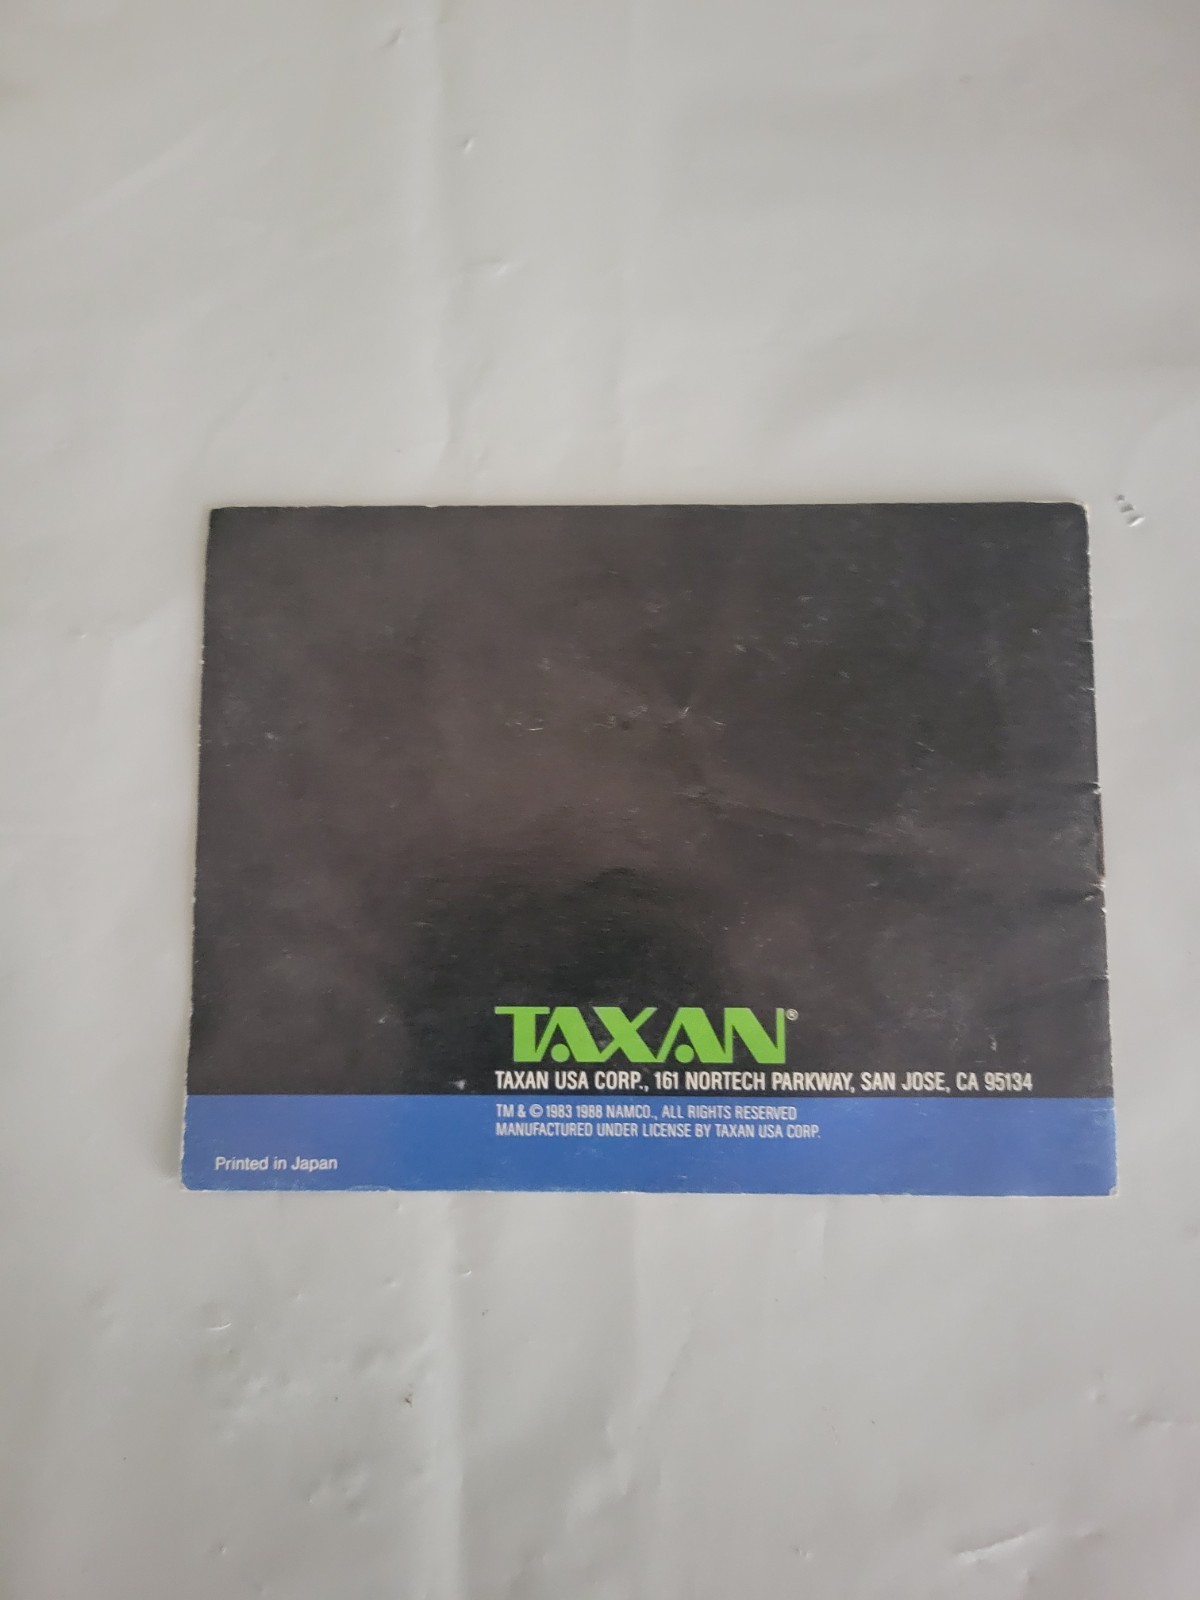 TAXAN®
TAXAN USA CORP., 161 NORTECH PARKWAY, SAN JOSE, CA 95134
TM & © 1983 1988 NAMCO., ALL RIGHTS RESERVED
MANUFACTURED UNDER LICENSE BY TAXAN USA CORP.
Printed in Japan